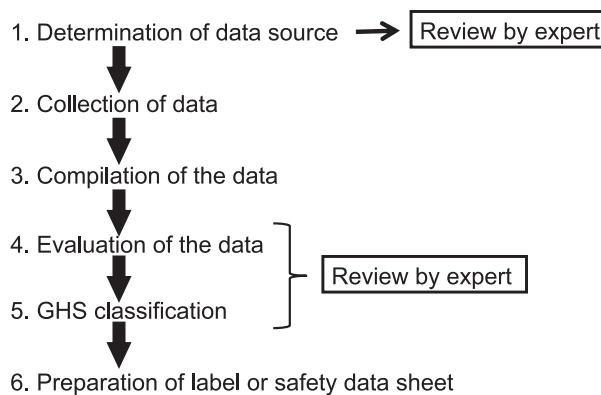 1. Determination of data source
Review by expert
2. Collection of data
3. Compilation of the data
4. Evaluation of the data
Review by expert
5. GHS classification
6. Preparation of label or safety data sheet